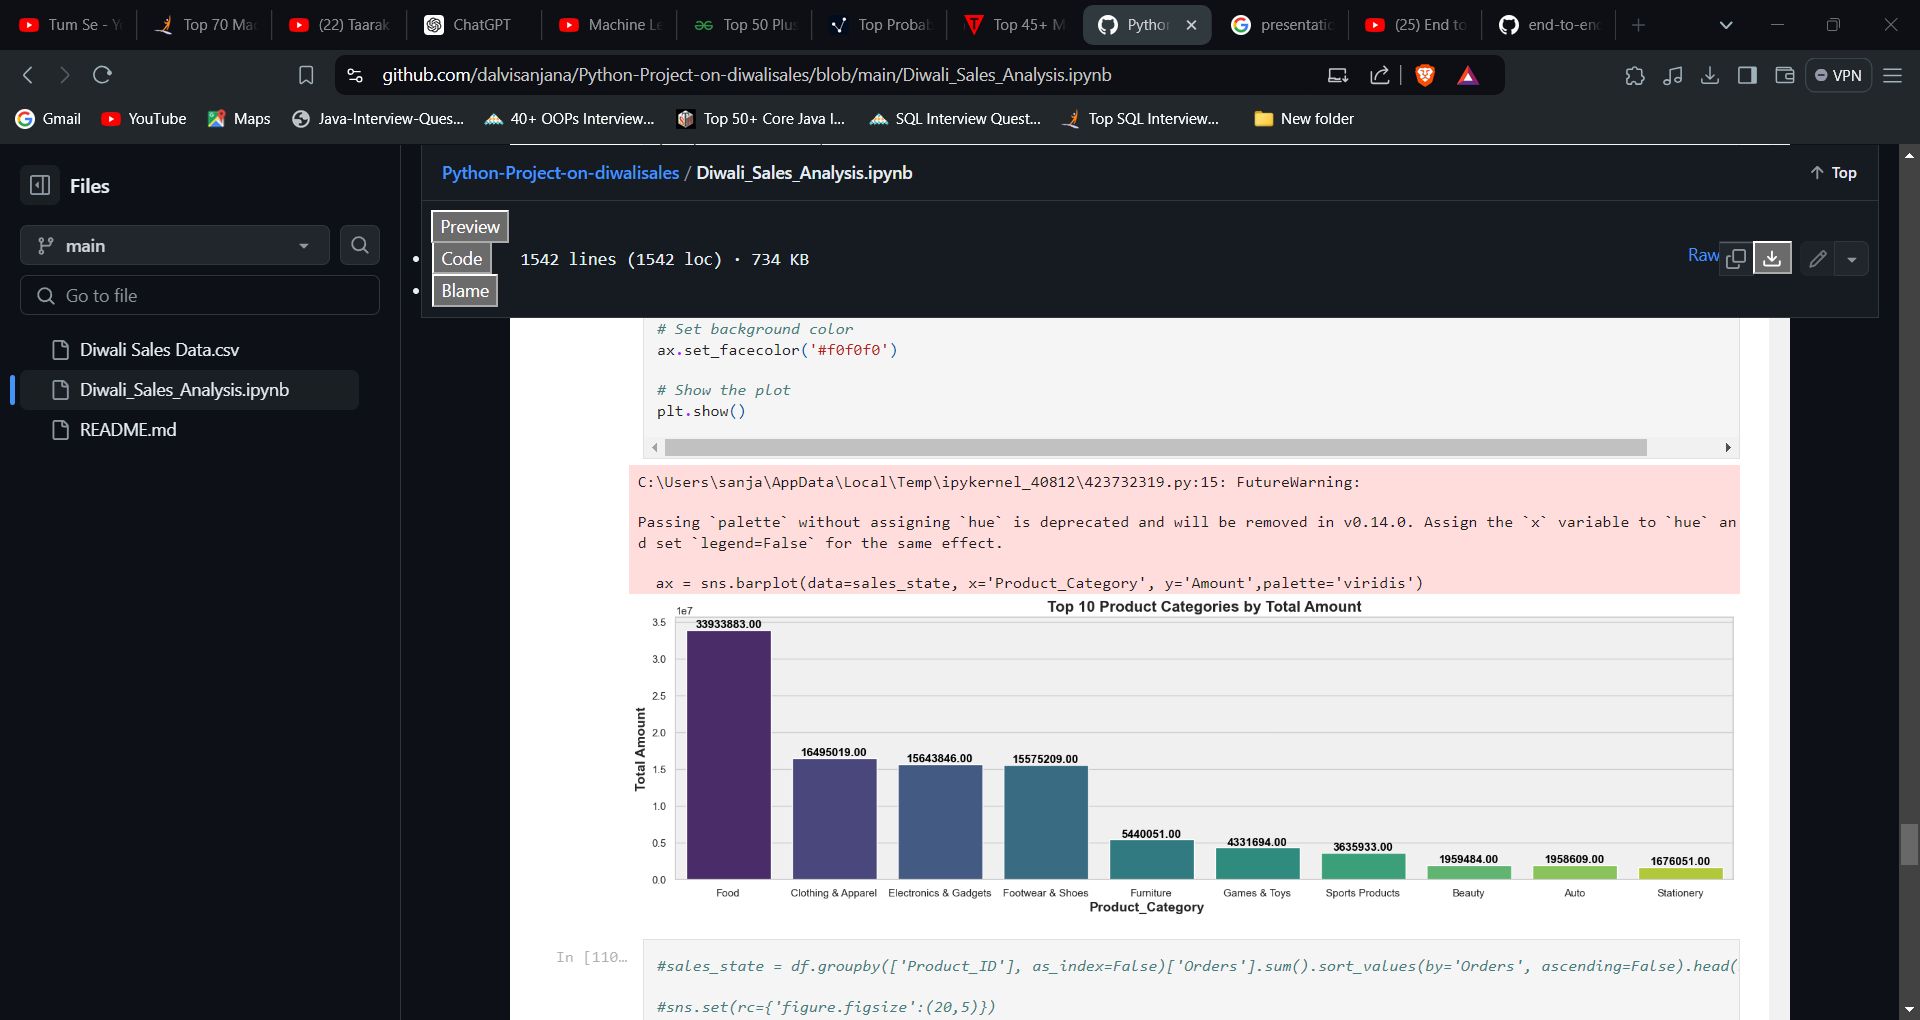 Tum Se - Y
Top 70 Mac
(22) Taarak
ChatGPT
Machine Le
Top 50 Plus
Top Probab
Top 45+ M
Python
presentatio
(25) End to
end-to-en
github.com/dalvisanjana/Python-Project-on-diwalisales/blob/main/Diwali_Sales_Analysis.ipynb
VPN
Gmail
YouTube
Maps
Java-Interview-Ques...
40+ OOPs Interview...
Top 50+ Core Java I...
SQL Interview Quest...
Top SQL Interview...
New folder
Files
main
Go to file
Diwali Sales Data.csv
Diwali_Sales_Analysis.ipynb
README.md
Python-Project-on-diwalisales / Diwali_Sales_Analysis.ipynb
Top
Preview
Code
Blame
1542 lines (1542 loc) · 734 KB
Raw
# Set background color
ax.set_facecolor('#f0f0f0')
# Show the plot
plt.show()
C:\Users\sanja\AppData\Local\Temp\ipykernel_40812\423732319.py:15: FutureWarning:
Passing `palette` without assigning `hue` is deprecated and will be removed in v0.14.0. Assign the `x` variable to `hue` an
d set `legend=False` for the same effect.
ax = sns.barplot(data=sales_state, x='Product_Category', y='Amount',palette='viridis')
Top 10 Product Categories by Total Amount
1e7
3.5
3.0
2.5
2.0
1.5
1.0
0.5
0.0
Total Amount
33933883.00
16495019.00
15643846.00
15575209.00
5440051.00
4331694.00
3635933.00
1959484.00
1958609.00
1676051.00
Food
Clothing & Apparel
Electronics & Gadgets
Footwear & Shoes
Furniture
Games & Toys
Sports Products
Beauty
Auto
Stationery
Product_Category
In [110...
#sales_state = df.groupby(['Product_ID'], as_index=False)['Orders'].sum().sort_values(by='Orders', ascending=False).head(
#sns.set(rc={'figure.figsize':(20,5)})